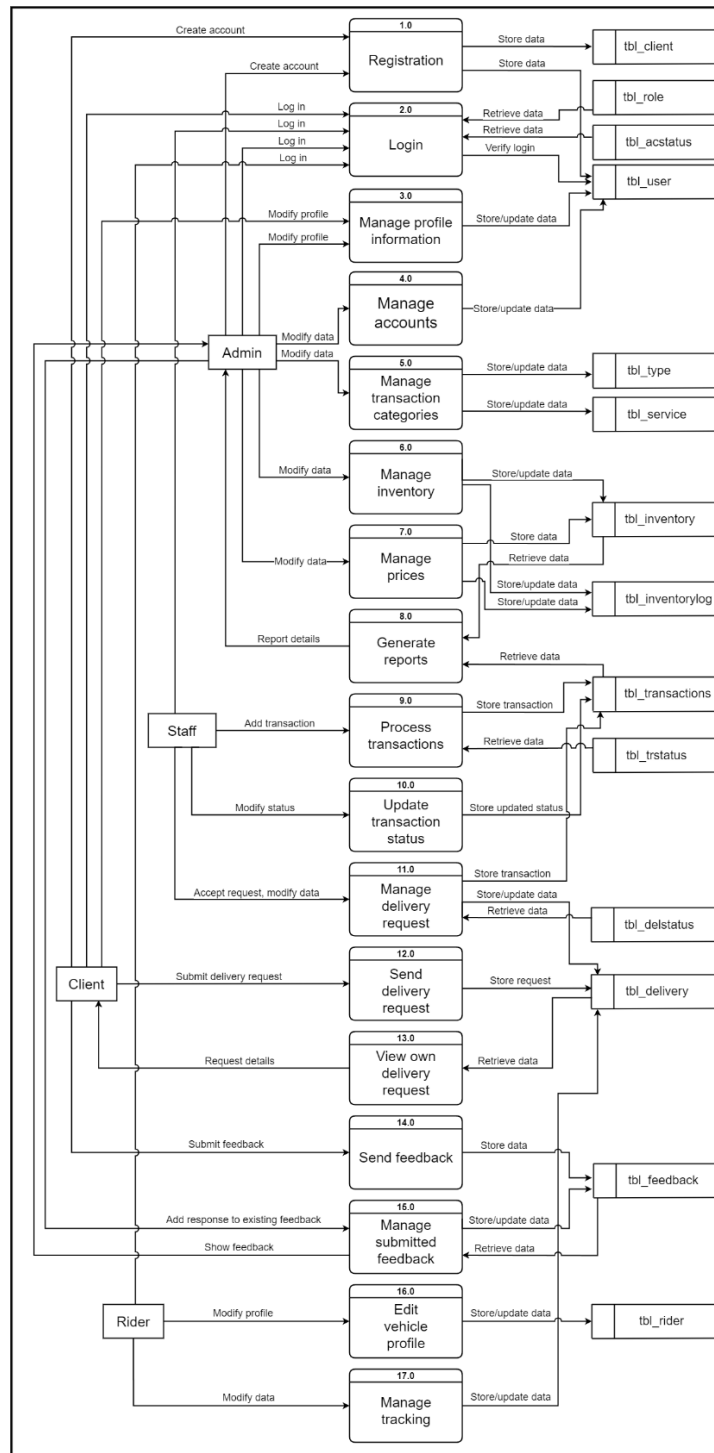 1.0
Create account
Registration
Store data
tbl_client
Create account
Store data
tbl_role
2.0
Log in
Retrieve data
Log in
Login
Retrieve data
tbl_acstatus
Log in
Verify login
Log in
tbl_user
3.0
Modify profile
Manage profile
information
Store/update data
Modify profile
4.0
Manage
accounts
Store/update data
Modify data
Admin
Modify data
5.0
Manage
transaction
categories
Store/update data
tbl_type
Store/update data
tbl_service
6.0
Modify data
Manage
inventory
Store/update data
tbl_inventory
7.0
Store data
Modify data
Manage
prices
Retrieve data
Store/update data
tbl_inventorylog
Store/update data
8.0
Report details
Generate
reports
Retrieve data
tbl_transactions
9.0
Staff
Add transaction
Process
transactions
Store transaction
Retrieve data
tbl_trstatus
10.0
Modify status
Update
transaction
status
Store updated status
11.0
Accept request, modify data
Manage
delivery
request
Store transaction
Store/update data
Retrieve data
tbl_delstatus
12.0
Client
Submit delivery request
Send
delivery
request
Store request
tbl_delivery
13.0
Request details
View own
delivery
request
Retrieve data
14.0
Submit feedback
Send feedback
Store data
tbl_feedback
15.0
Add response to existing feedback
Manage
submitted
feedback
Store/update data
Show feedback
Retrieve data
16.0
Rider
Modify profile
Edit
vehicle
profile
Store/update data
tbl_rider
17.0
Modify data
Manage
tracking
Store/update data